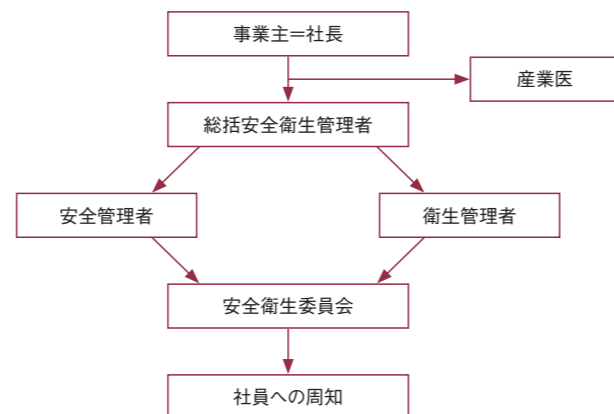 事業主＝社長
産業医
総括安全衛生管理者
安全管理者
衛生管理者
安全衛生委員会
社員への周知